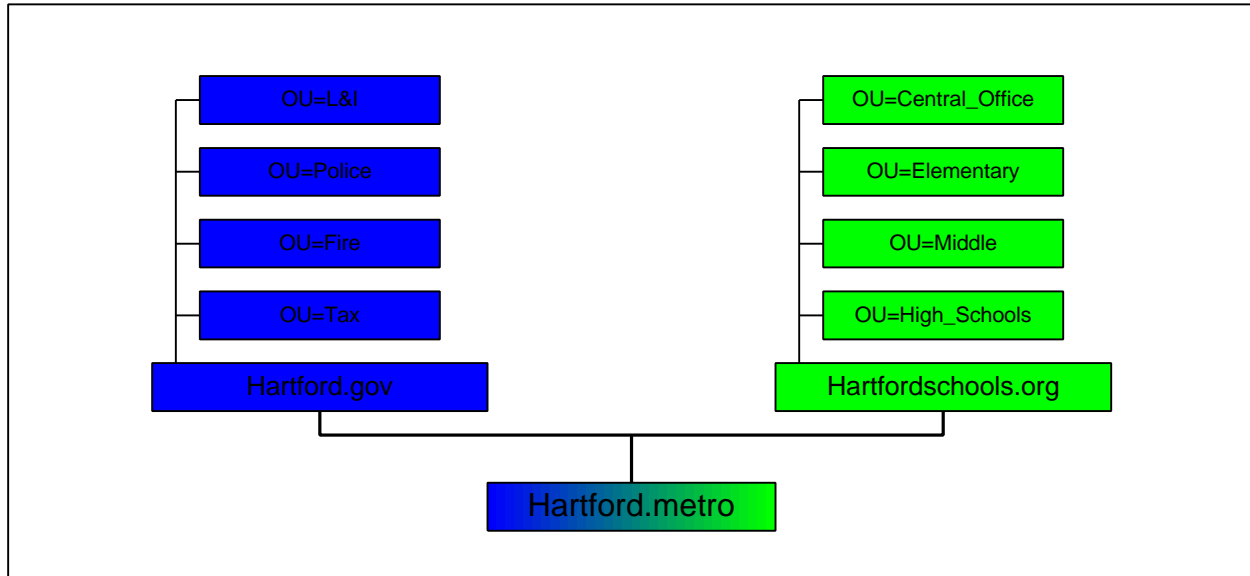 OU=L&I
OU=Police
OU=Fire
OU=Tax
Hartford.gov
OU=Central_Office
OU=Elementary
OU=Middle
OU=High_Schools
Hartfordschools.org
Hartford.metro